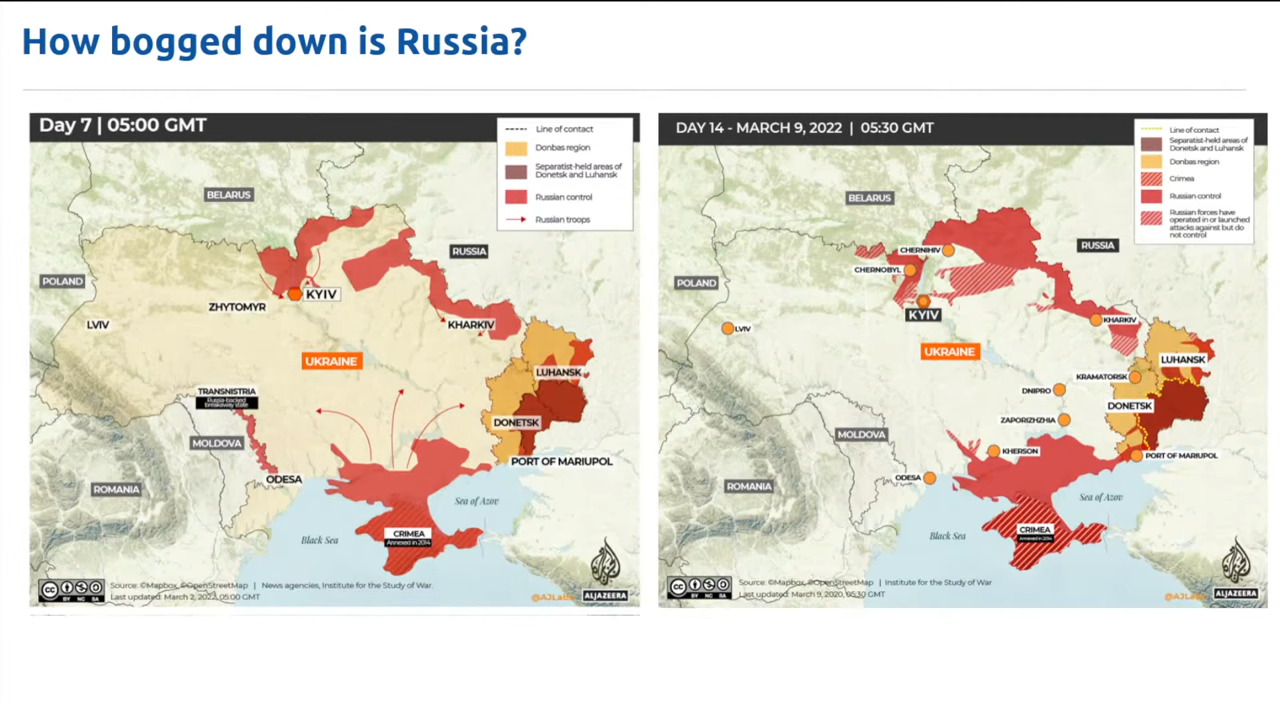 How bogged down is Russia?
Day 7 | 05:00 GMT
Line of contact
Donbas region
Separatist-held areas of
Donetsk and Luhansk
Russian control
Russian troops
BELARUS
RUSSIA
POLAND
KYIV
ZHYTOMYR
LVIV
KHARKIV
UKRAINE
LUHANSK
TRANSNISTRIA
Russia-backed
breakaway state
DONETSK
MOLDOVA
PORT OF MARIUPOL
ODESA
ROMANIA
Sea of Azov
CRIMEA
Annexed in 2014
Black Sea
CC BY NC SA
Source: ©Mapbox, ©OpenStreetMap | News agencies, Institute for the Study of War.
Last updated: March 2, 2022, 05:00 GMT
@AJLabs
ALJAZEERA
DAY 14 - MARCH 9, 2022 | 05:30 GMT
Line of contact
Separatist-held areas of
Donetsk and Luhansk
Donbas region
Crimea
Russian control
Russian forces have
operated in or launched
attacks against but do
not control
BELARUS
RUSSIA
CHERNIHIV
CHERNOBYL
POLAND
KYIV
KHARKIV
LVIV
UKRAINE
LUHANSK
KRAMATORSK
DNIPRO
DONETSK
ZAPORIZHZHIA
MOLDOVA
KHERSON
PORT OF MARIUPOL
ODESA
ROMANIA
Sea of Azov
CRIMEA
Annexed in 2014
Black Sea
CC BY NC SA
Source: ©Mapbox, ©OpenStreetMap | Institute for the Study of War
Last updated: March 9, 2020, 05:30 GMT
@AJLabs
ALJAZEERA